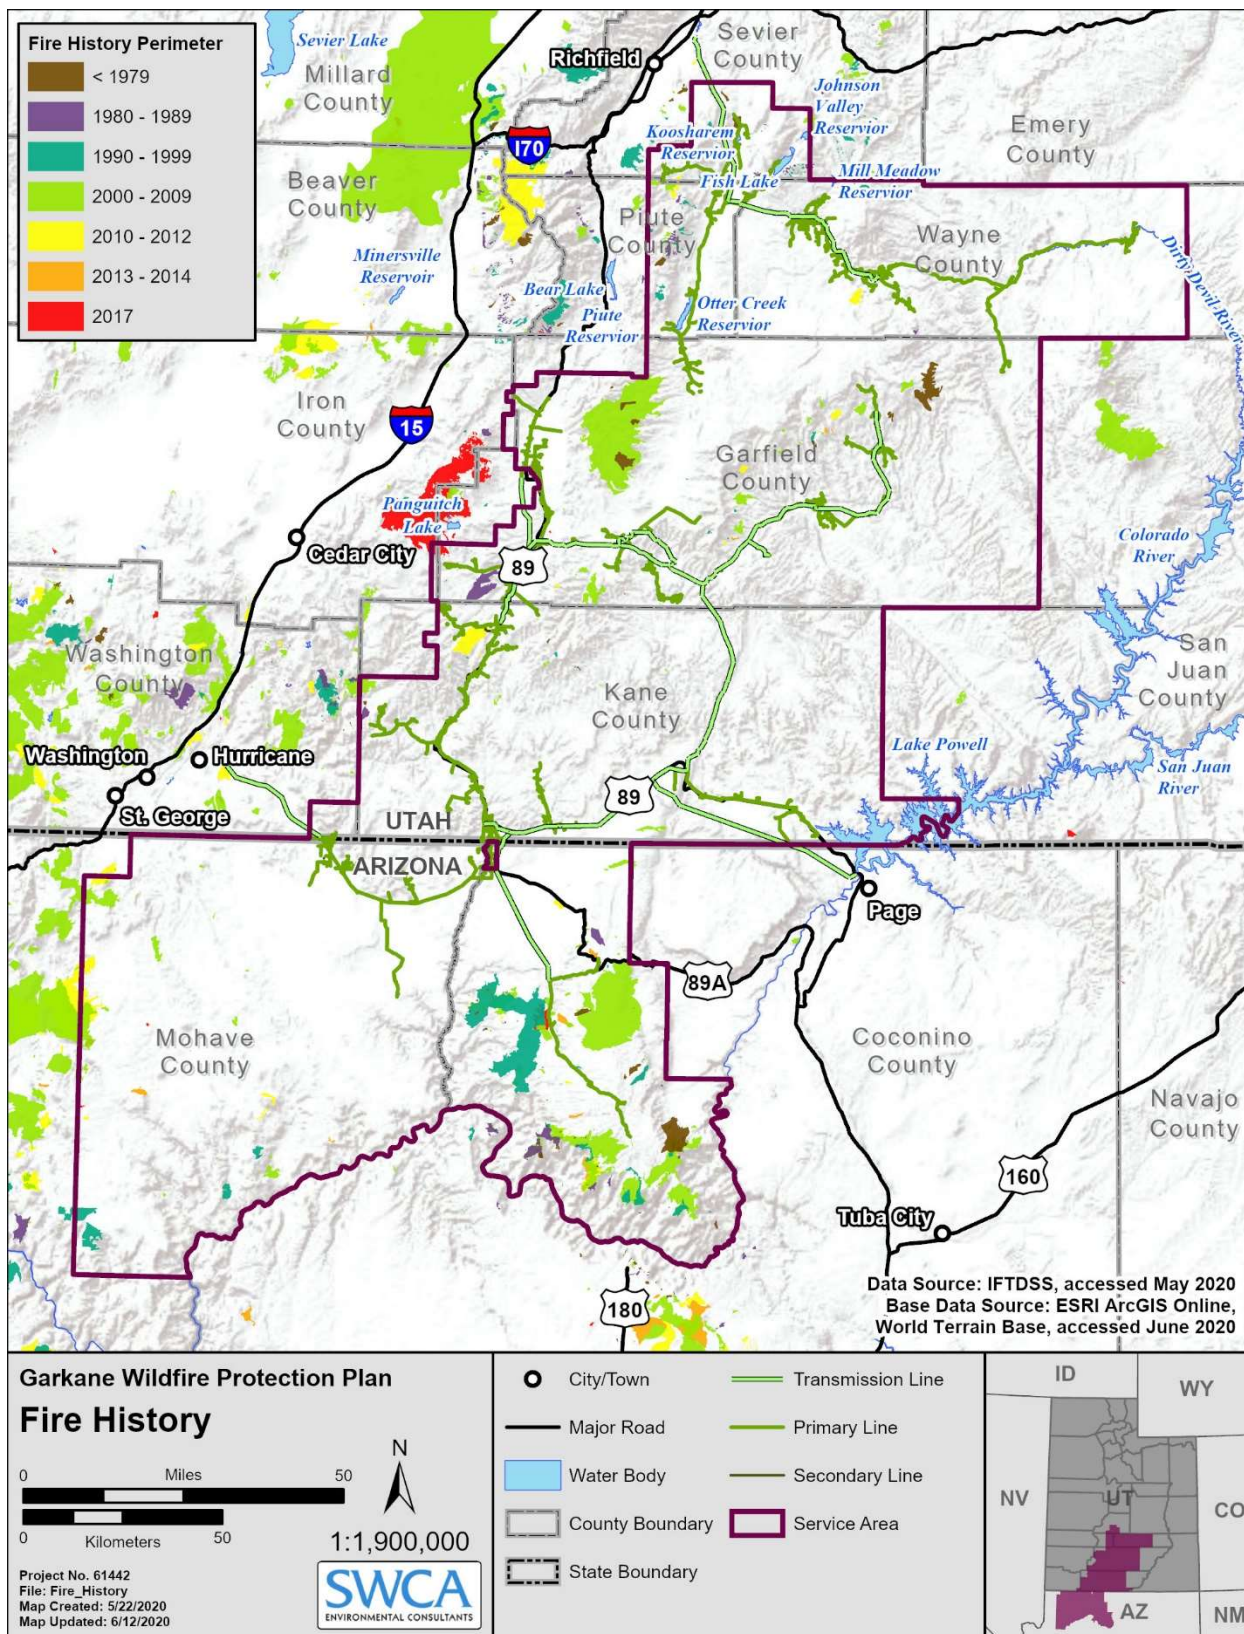 Fire History Perimeter
< 1979
1980 - 1989
1990 - 1999
2000 - 2009
2010 - 2012
2013 - 2014
2017
Sevier Lake
Millard
County
Richfield
Sevier
County
Johnson
Valley
Reservior
Koosharem
Reservior
Emery
County
I70
Beaver
County
Fish Lake
Mill Meadow
Reservior
Piute
County
Wayne
County
Minersville
Reservoir
Bear Lake
Piute
Reservior
Otter Creek
Reservior
Dirty Devil River
Iron
County
15
Garfield
County
Panguitch
Lake
Cedar City
89
Colorado
River
Washington
County
San
Juan
County
Kane
County
Washington
Hurricane
Lake Powell
San Juan
River
St. George
89
UTAH
ARIZONA
Page
89A
Mohave
County
Coconino
County
Navajo
County
160
Tuba City
180
Data Source: IFTDSS, accessed May 2020
Base Data Source: ESRI ArcGIS Online,
World Terrain Base, accessed June 2020
Garkane Wildfire Protection Plan
Fire History
0 Miles 50
0 Kilometers 50
N
1:1,900,000
Project No. 61442
File: Fire_History
Map Created: 5/22/2020
Map Updated: 6/12/2020
SWCA
ENVIRONMENTAL CONSULTANTS
City/Town
Major Road
Water Body
County Boundary
State Boundary
Transmission Line
Primary Line
Secondary Line
Service Area
ID
WY
NV
UT
CO
AZ
NM